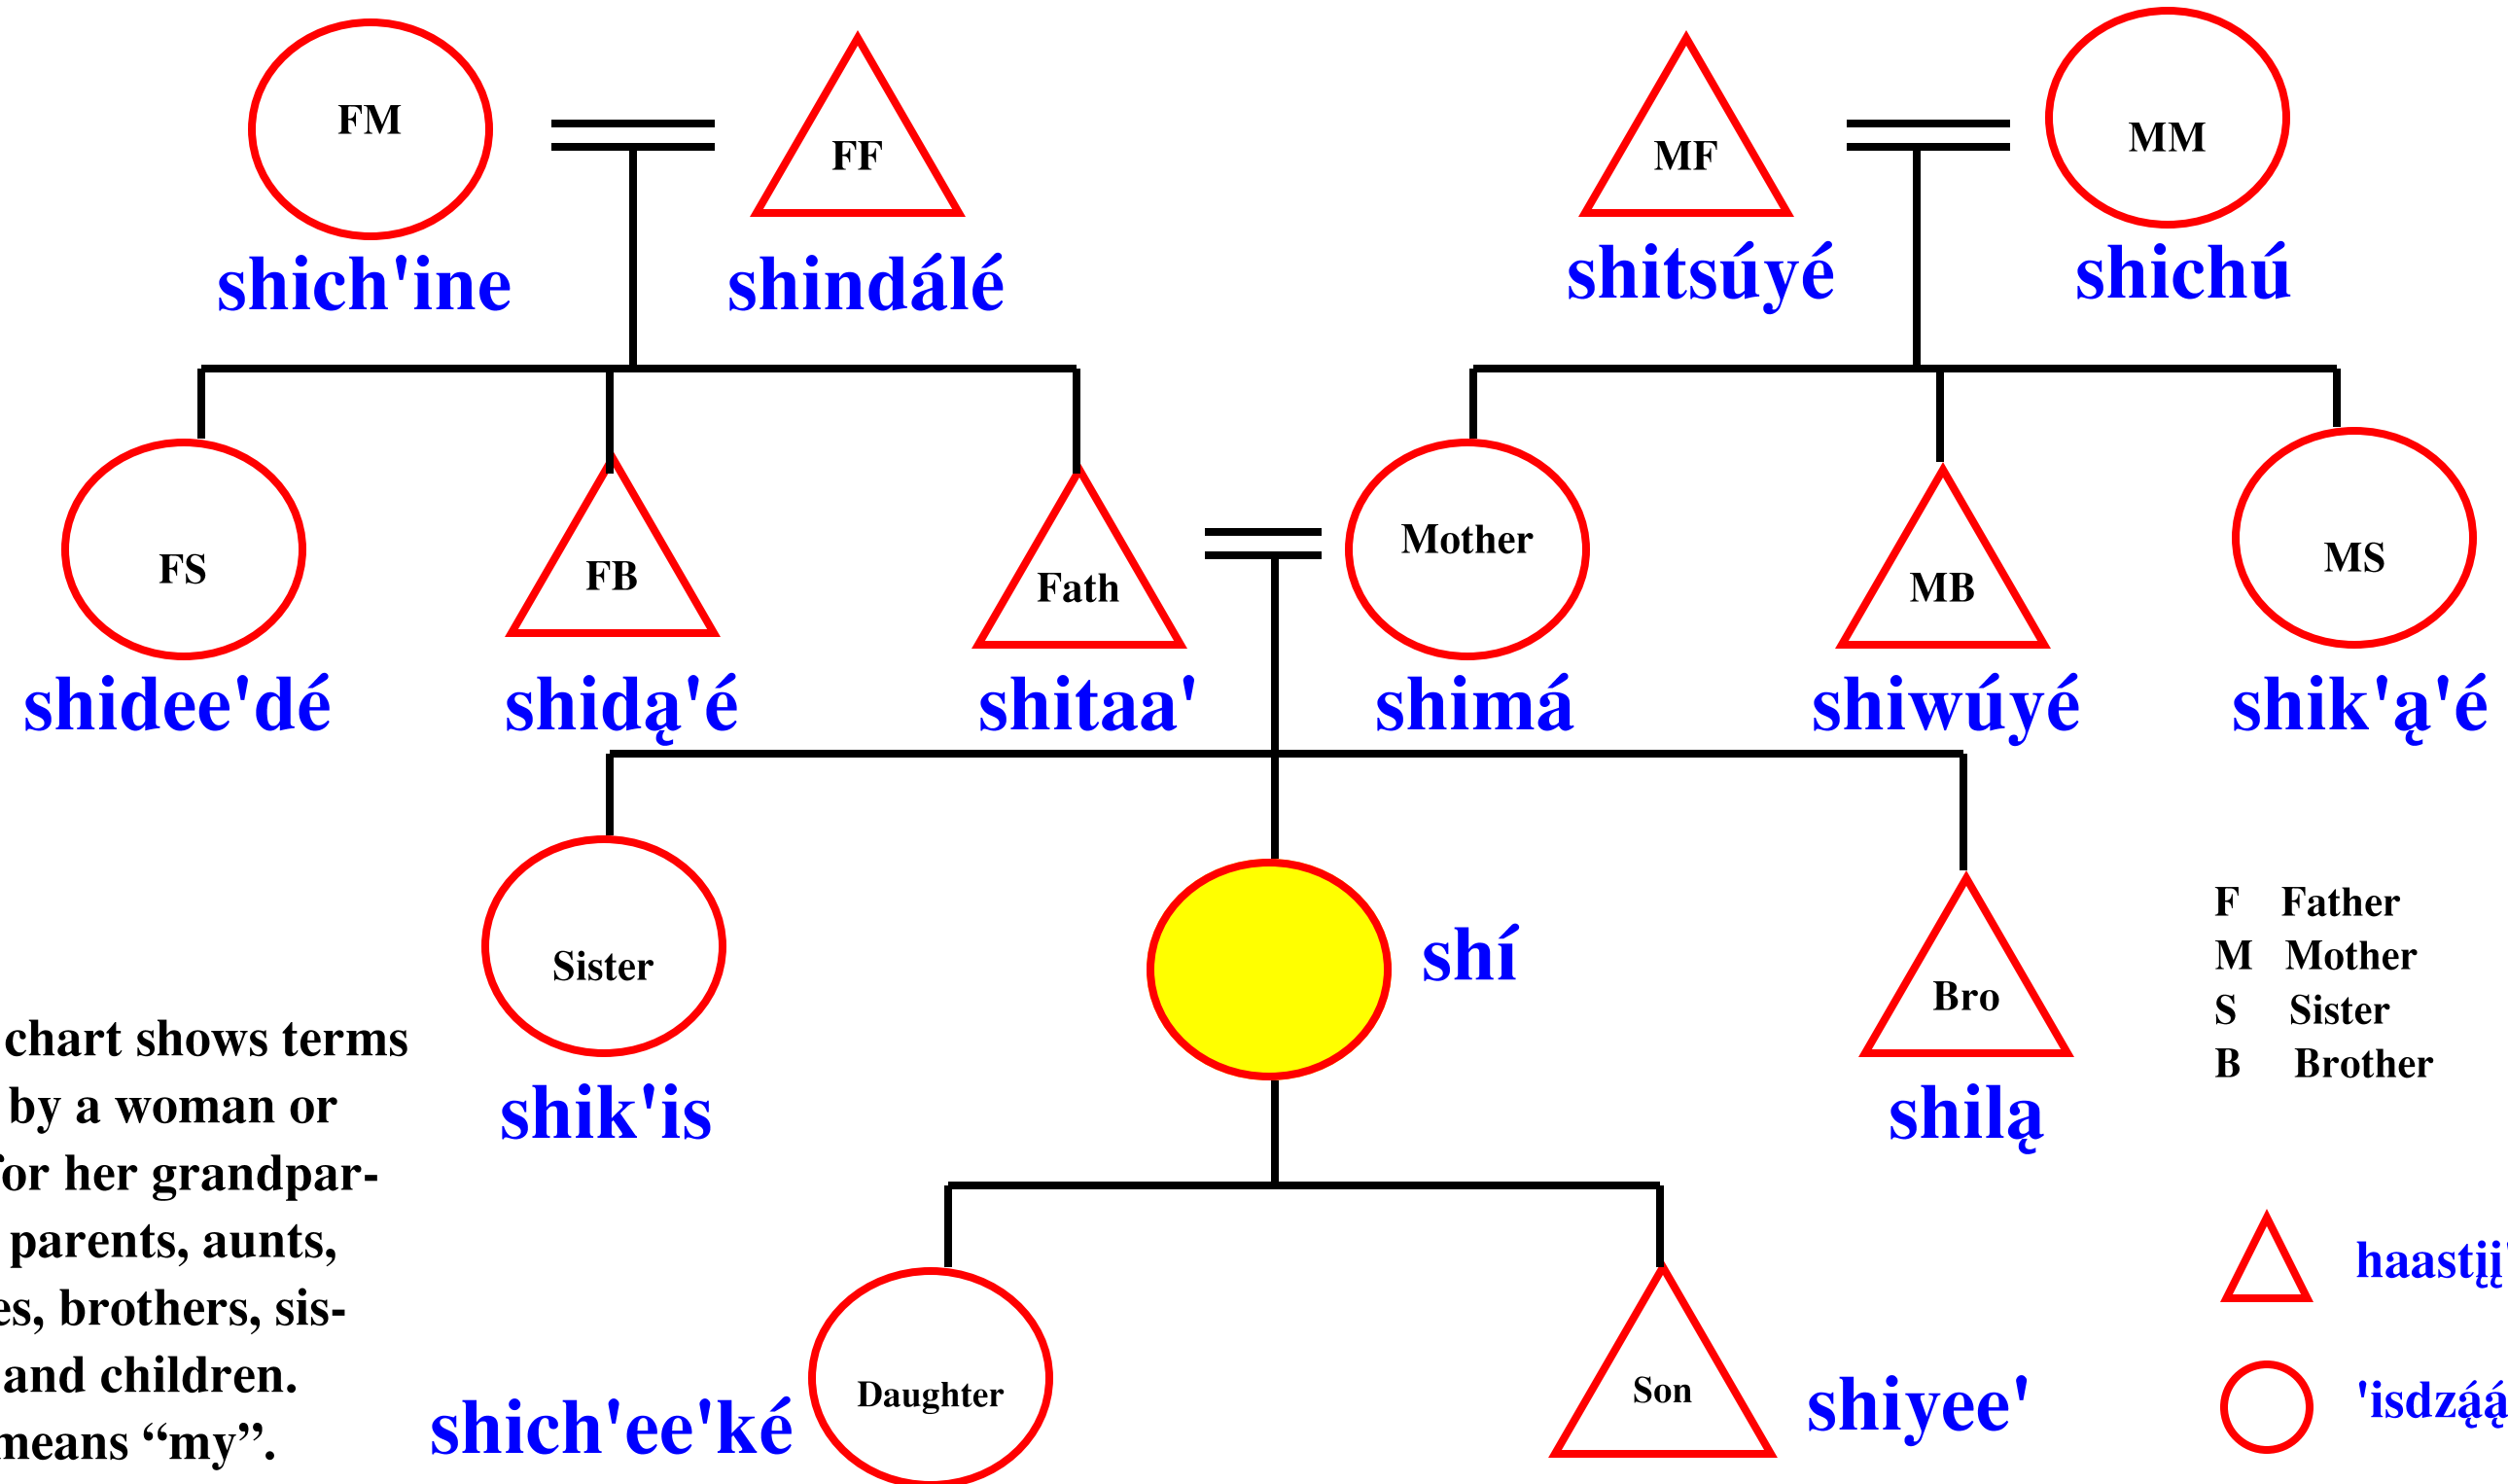 FM
FF
MF
MM
shich'ine
shindálé
shitsúyé
shichú
FS
FB
Fath
Mother
MB
MS
shidee'dé
shidą'é
shitaa'
shimá
shiwúyé
shik'ą'é
Sister
shí
Bro
F Father
M Mother
S Sister
B Brother
shik'is
shilą
chart shows terms
by a woman or
for her grandpar-
parents, aunts,
es, brothers, sis-
and children.
means “my”.
Daughter
Son
shich'ee'ké
shiyee'
haastįį'
'isdzą́ą́